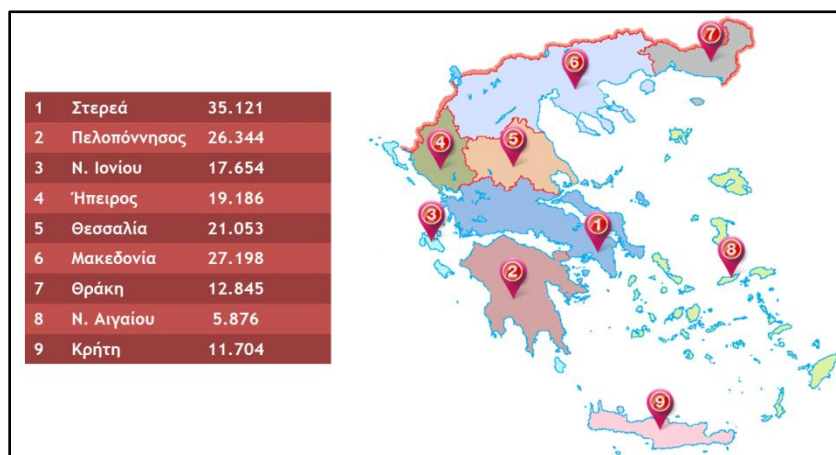 1 Στερεά 35.121
2 Πελοπόννησος 26.344
3 Ν. Ιονίου 17.654
4 Ήπειρος 19.186
5 Θεσσαλία 21.053
6 Μακεδονία 27.198
7 Θράκη 12.845
8 Ν. Αιγαίου 5.876
9 Κρήτη 11.704
7
6
5
4
3
1
8
2
9